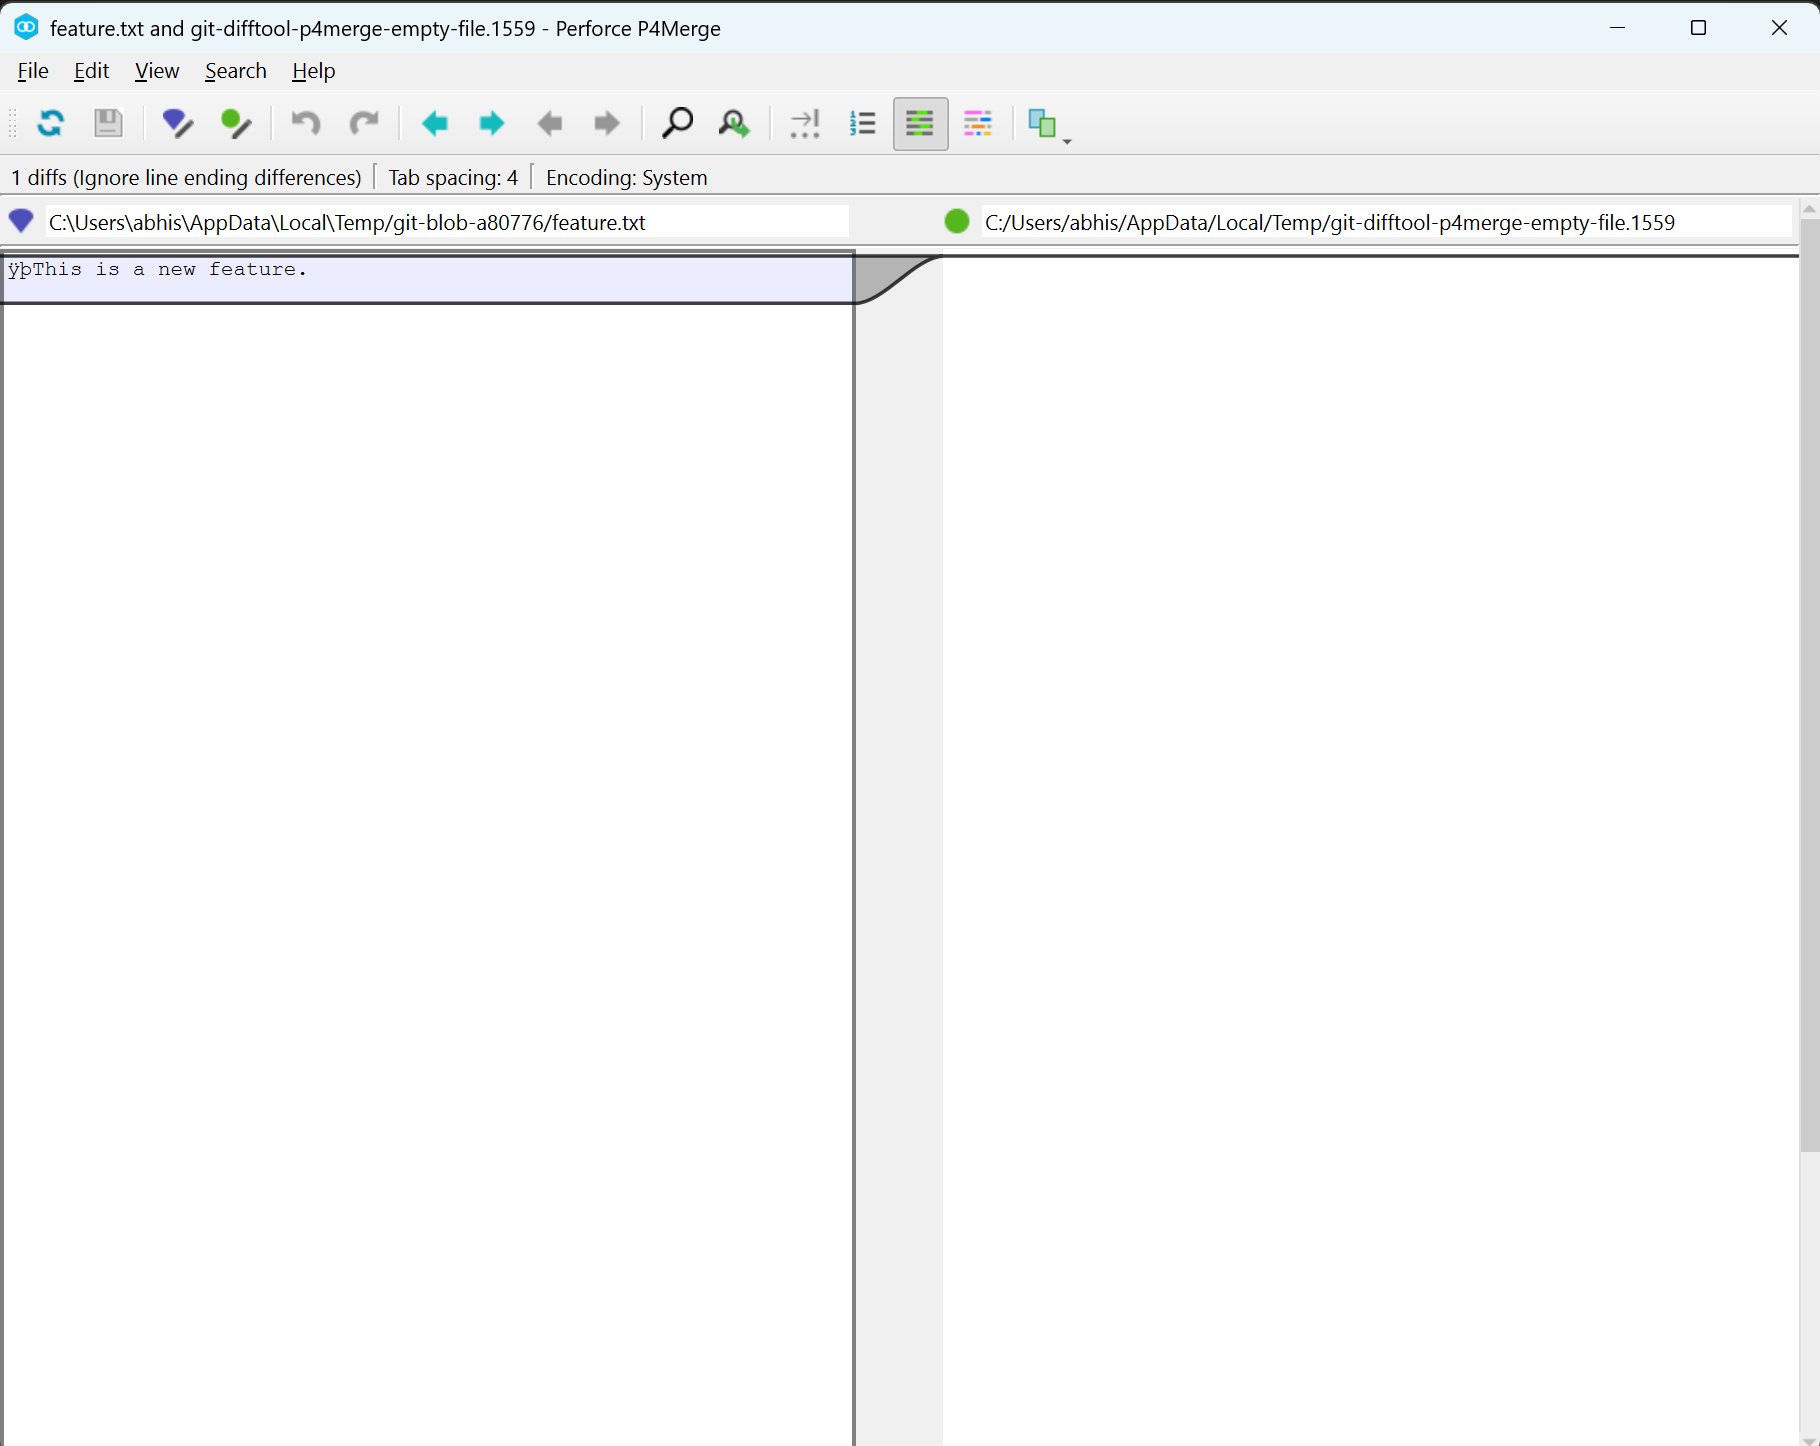 feature.txt and git-difftool-p4merge-empty-file.1559 - Perforce P4Merge
File Edit View Search Help
1 diffs (Ignore line ending differences) Tab spacing: 4 Encoding: System
C:\Users\abhis\AppData\Local\Temp/git-blob-a80776/feature.txt
C:/Users/abhis/AppData/Local/Temp/git-difftool-p4merge-empty-file.1559
ÿþThis is a new feature.